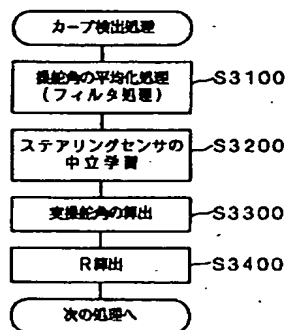 カーブ検出処理
操舵角の平均化処理
(フィルタ処理)
S3100
ステアリングセンサの
中立学習
S3200
実操舵角の算出
S3300
R算出
S3400
次の処理へ